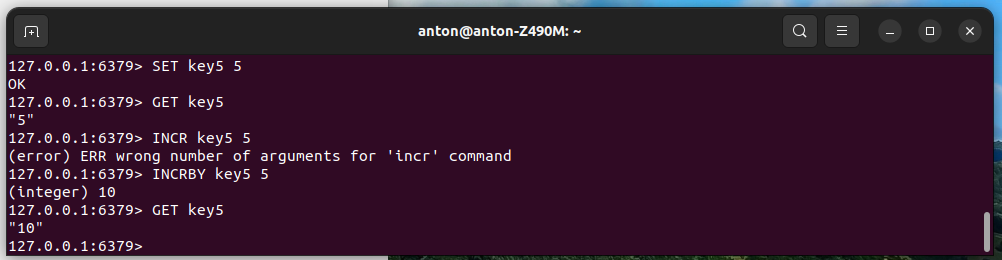 anton@anton-Z490M: ~
127.0.0.1:6379> SET key5 5
OK
127.0.0.1:6379> GET key5
"5"
127.0.0.1:6379> INCR key5 5
(error) ERR wrong number of arguments for 'incr' command
127.0.0.1:6379> INCRBY key5 5
(integer) 10
127.0.0.1:6379> GET key5
"10"
127.0.0.1:6379>